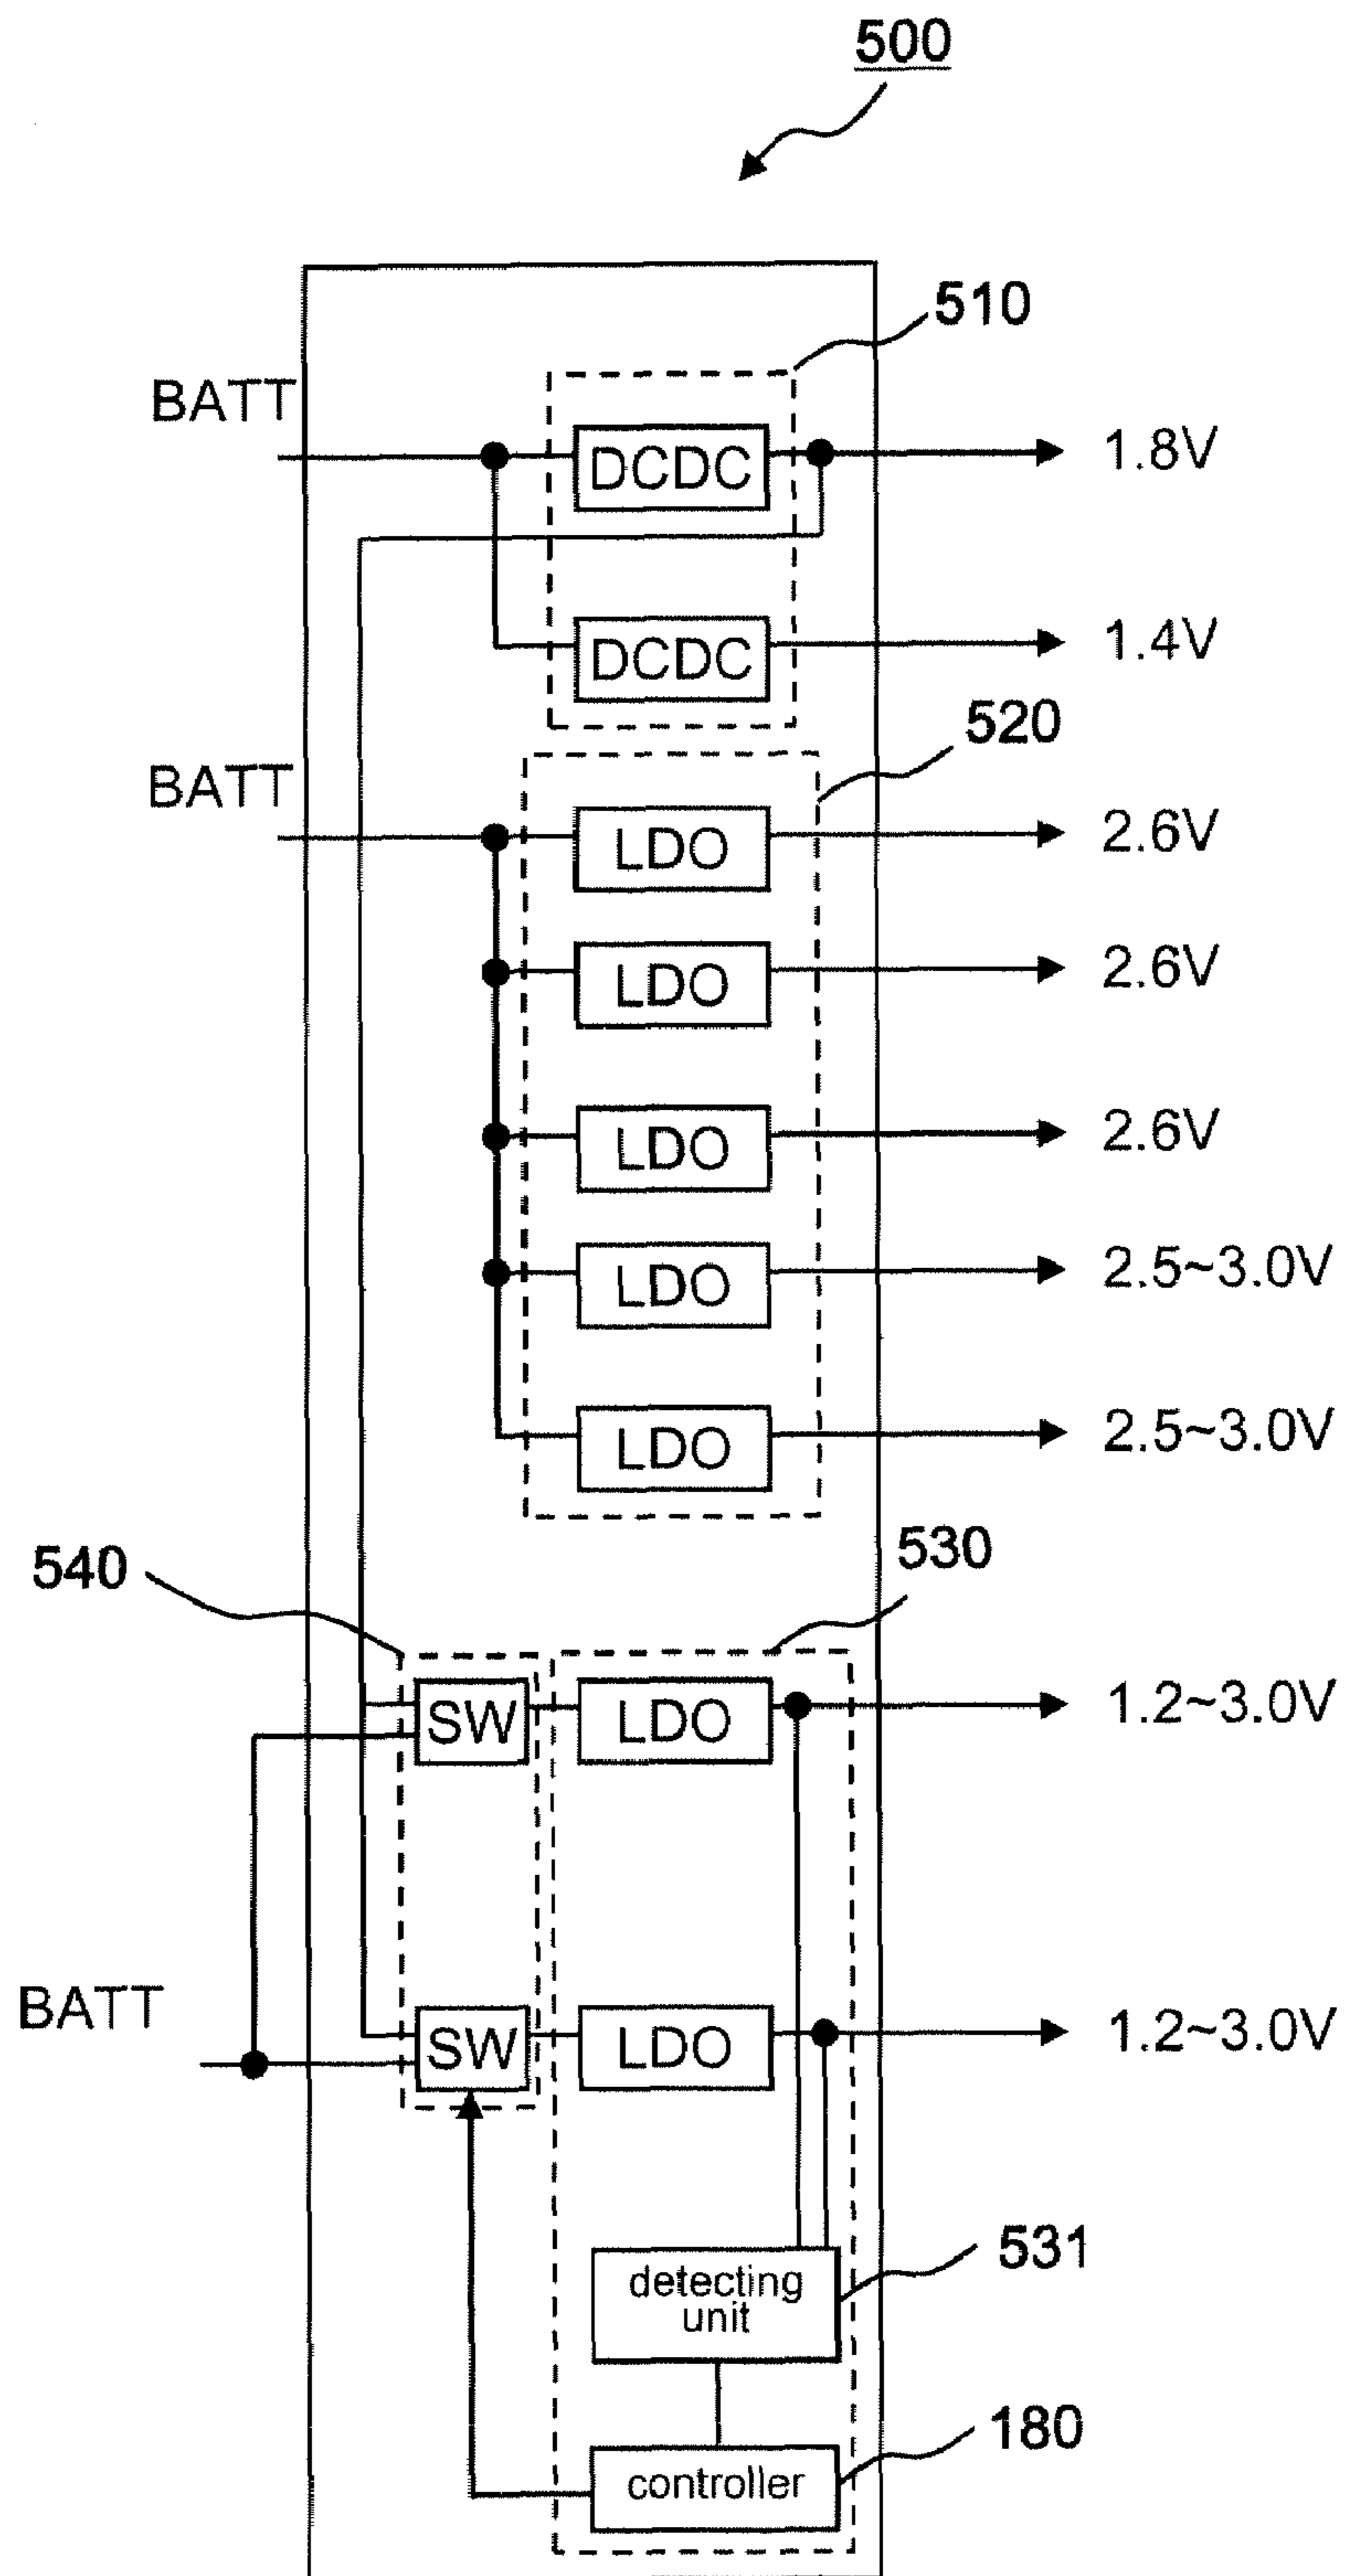 500
510
BATT
DCDC
1.8V
DCDC
1.4V
520
BATT
LDO
2.6V
LDO
2.6V
LDO
2.6V
LDO
2.5~3.0V
LDO
2.5~3.0V
530
540
SW
LDO
1.2~3.0V
BATT
SW
LDO
1.2~3.0V
531
detecting
unit
180
controller